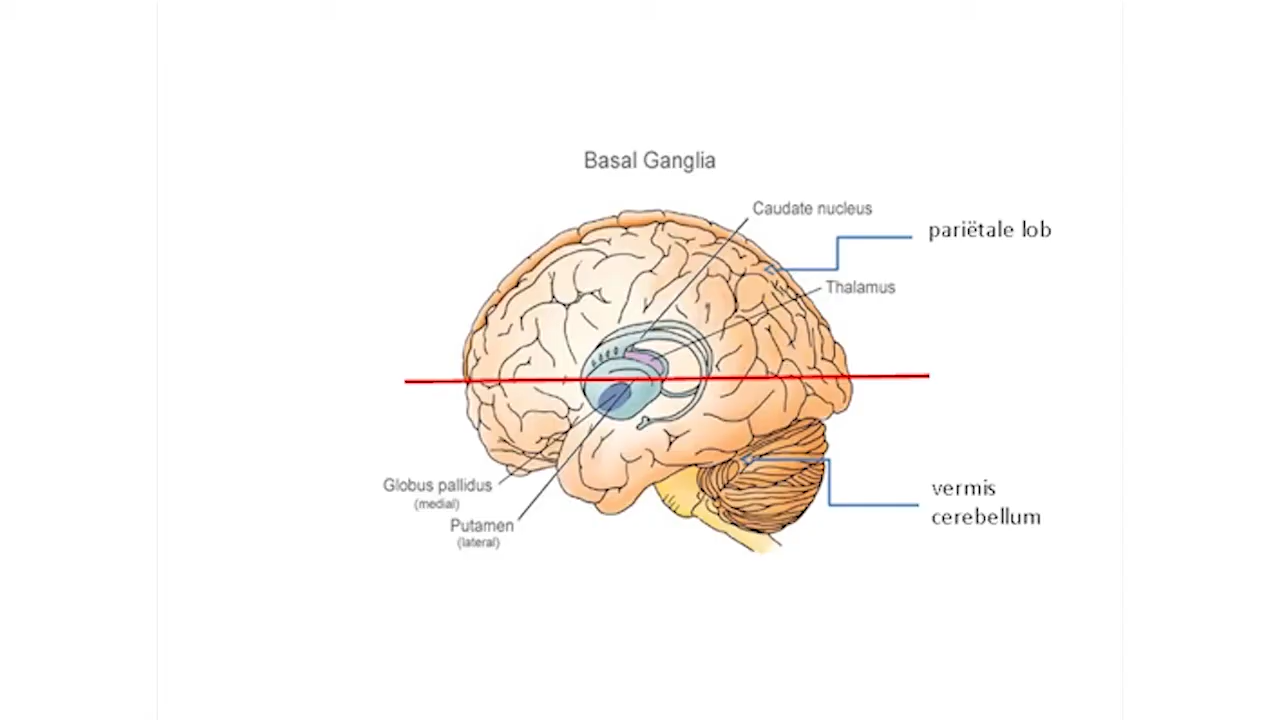 Basal Ganglia
Caudate nucleus
pariëtale lob
Thalamus
Globus pallidus
(medial)
Putamen
(lateral)
vermis
cerebellum